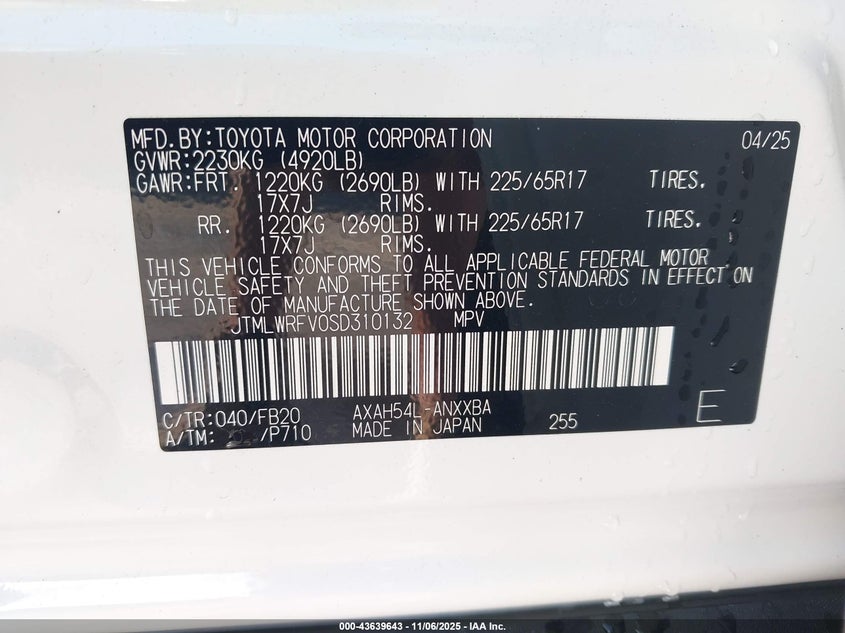 MFD.BY:TOYOTA MOTOR CORPORATION 04/25
GVWR:2230KG (4920LB)
GAWR:FRT. 1220KG (2690LB) WITH 225/65R17 TIRES.
17X7J RIMS.
RR. 1220KG (2690LB) WITH 225/65R17 TIRES.
17X7J RIMS.
THIS VEHICLE CONFORMS TO ALL APPLICABLE FEDERAL MOTOR
VEHICLE SAFETY AND THEFT PREVENTION STANDARDS IN EFFECT ON
THE DATE OF MANUFACTURE SHOWN ABOVE.
JTMLWRFV0SD310132 MPV
C/TR:040/FB20 AXAH54L-ANXXBA
A/TM: /P710 MADE IN JAPAN 255 E
000-43639643 - 11/06/2025 - IAA Inc.